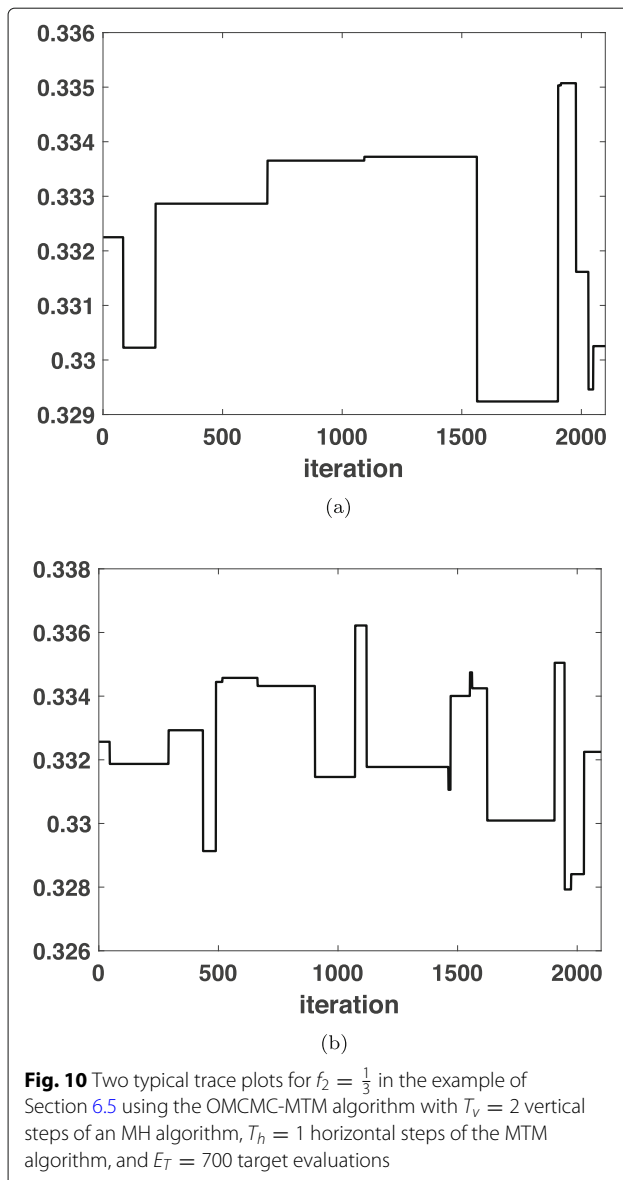 0.336
0.335
0.334
0.333
0.332
0.331
0.33
0.329
0 500 1000 1500 2000
iteration
(a)
0.338
0.336
0.334
0.332
0.33
0.328
0.326
0 500 1000 1500 2000
iteration
(b)
Fig. 10 Two typical trace plots for f₂ = 1/3 in the example of
Section 6.5 using the OMCMC-MTM algorithm with Tᵥ = 2 vertical
steps of an MH algorithm, Tₕ = 1 horizontal steps of the MTM
algorithm, and E_T = 700 target evaluations